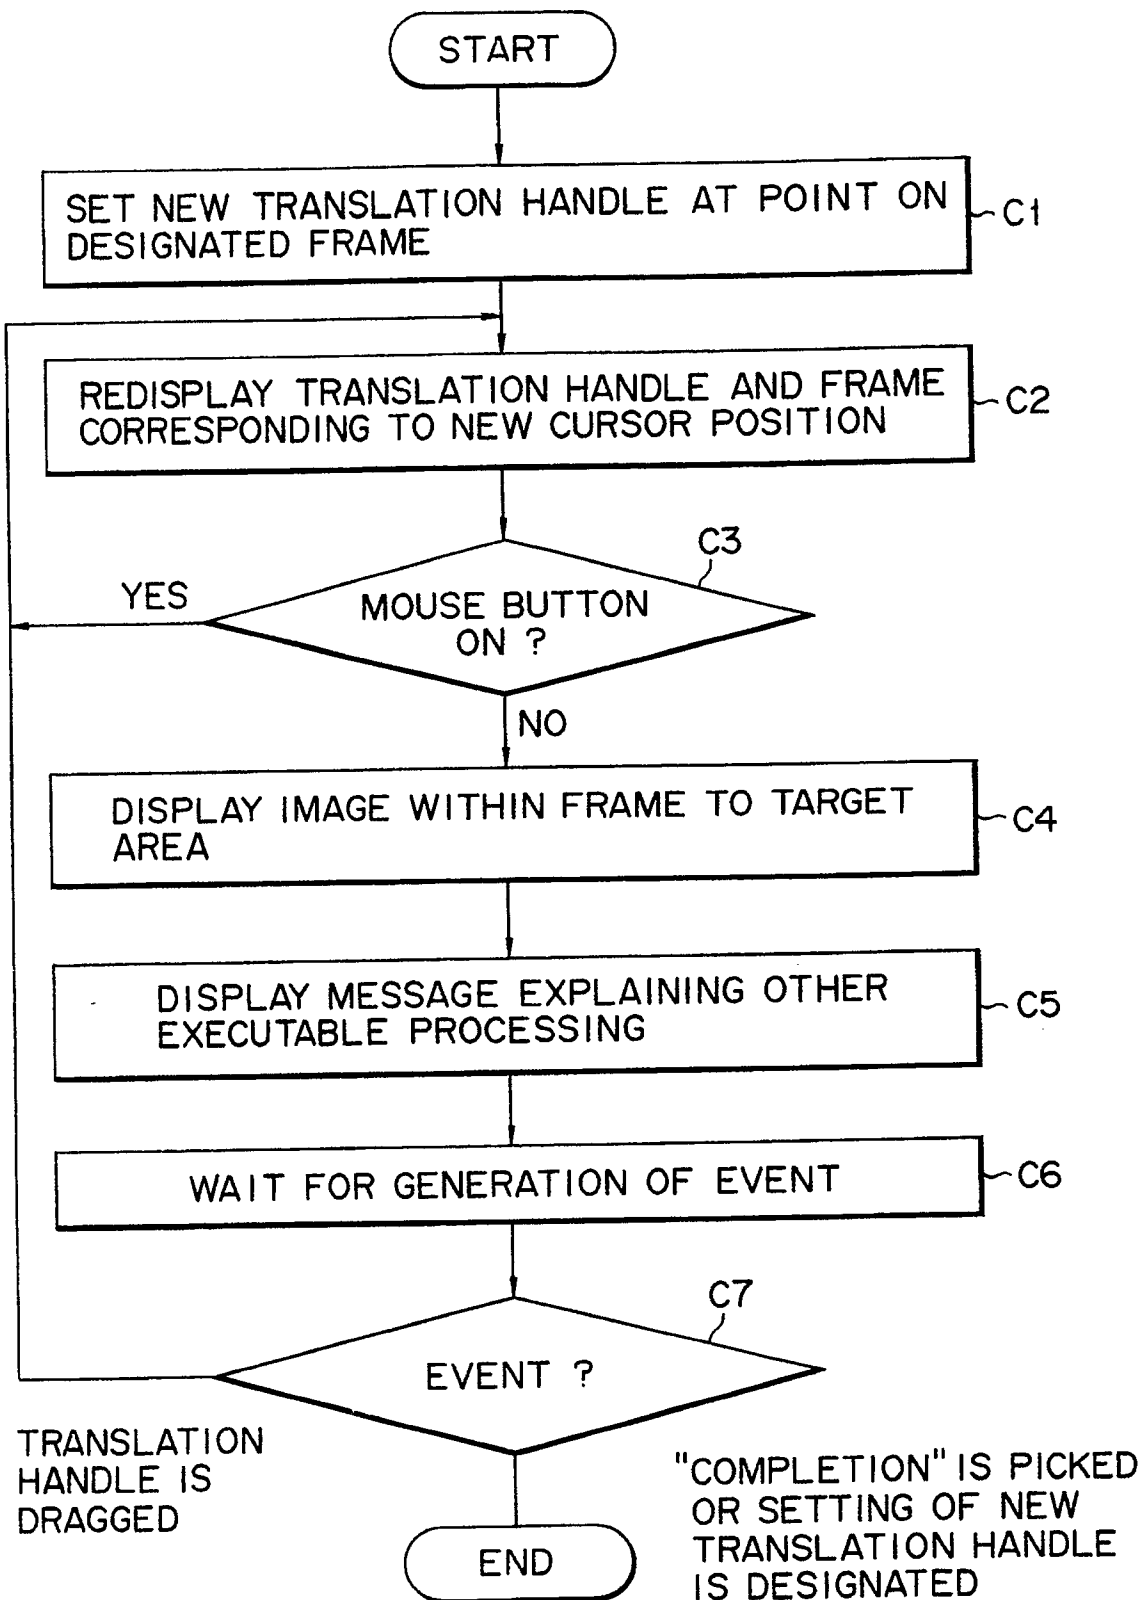 START
SET NEW TRANSLATION HANDLE AT POINT ON
DESIGNATED FRAME
C1
REDISPLAY TRANSLATION HANDLE AND FRAME
CORRESPONDING TO NEW CURSOR POSITION
C2
C3
YES
MOUSE BUTTON
ON ?
NO
DISPLAY IMAGE WITHIN FRAME TO TARGET
AREA
C4
DISPLAY MESSAGE EXPLAINING OTHER
EXECUTABLE PROCESSING
C5
WAIT FOR GENERATION OF EVENT
C6
C7
EVENT ?
TRANSLATION
HANDLE IS
DRAGGED
"COMPLETION" IS PICKED
OR SETTING OF NEW
TRANSLATION HANDLE
IS DESIGNATED
END